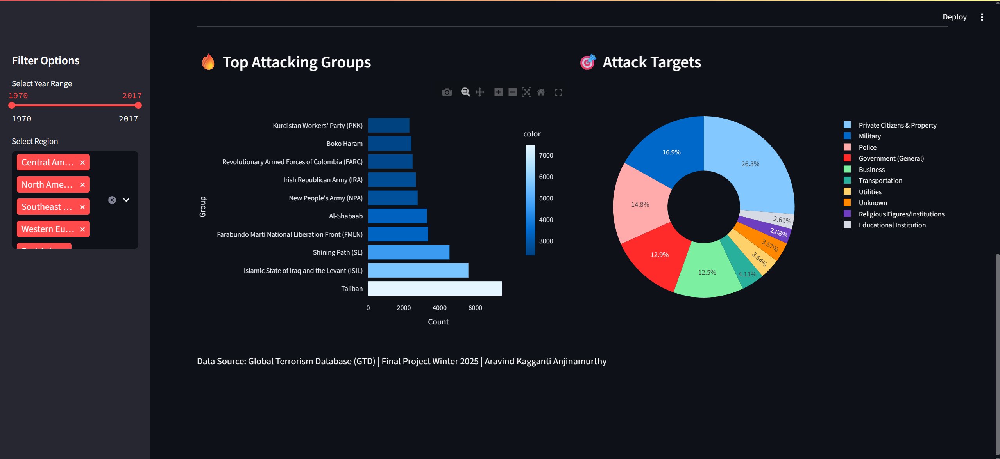 Deploy
Filter Options
Select Year Range
1970 2017
1970 2017
Select Region
Central Am...
North Ame...
Southeast ...
Western Eu...
Top Attacking Groups
Group
Kurdistan Workers' Party (PKK)
Boko Haram
Revolutionary Armed Forces of Colombia (FARC)
Irish Republican Army (IRA)
New People's Army (NPA)
Al-Shabaab
Farabundo Marti National Liberation Front (FMLN)
Shining Path (SL)
Islamic State of Iraq and the Levant (ISIL)
Taliban
0 2000 4000 6000
Count
color
7000
6000
5000
4000
3000
Attack Targets
26.3%
16.9%
14.8%
12.9%
12.5%
4.11%
3.64%
3.57%
2.68%
2.61%
Private Citizens & Property
Military
Police
Government (General)
Business
Transportation
Utilities
Unknown
Religious Figures/Institutions
Educational Institution
Data Source: Global Terrorism Database (GTD) | Final Project Winter 2025 | Aravind Kagganti Anjinamurthy